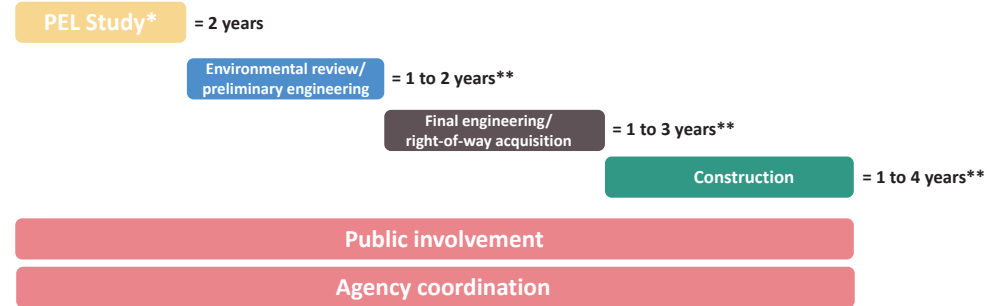 PEL Study*
= 2 years
Environmental review/
preliminary engineering
= 1 to 2 years**
Final engineering/
right-of-way acquisition
= 1 to 3 years**
Construction
= 1 to 4 years**
Public involvement
Agency coordination